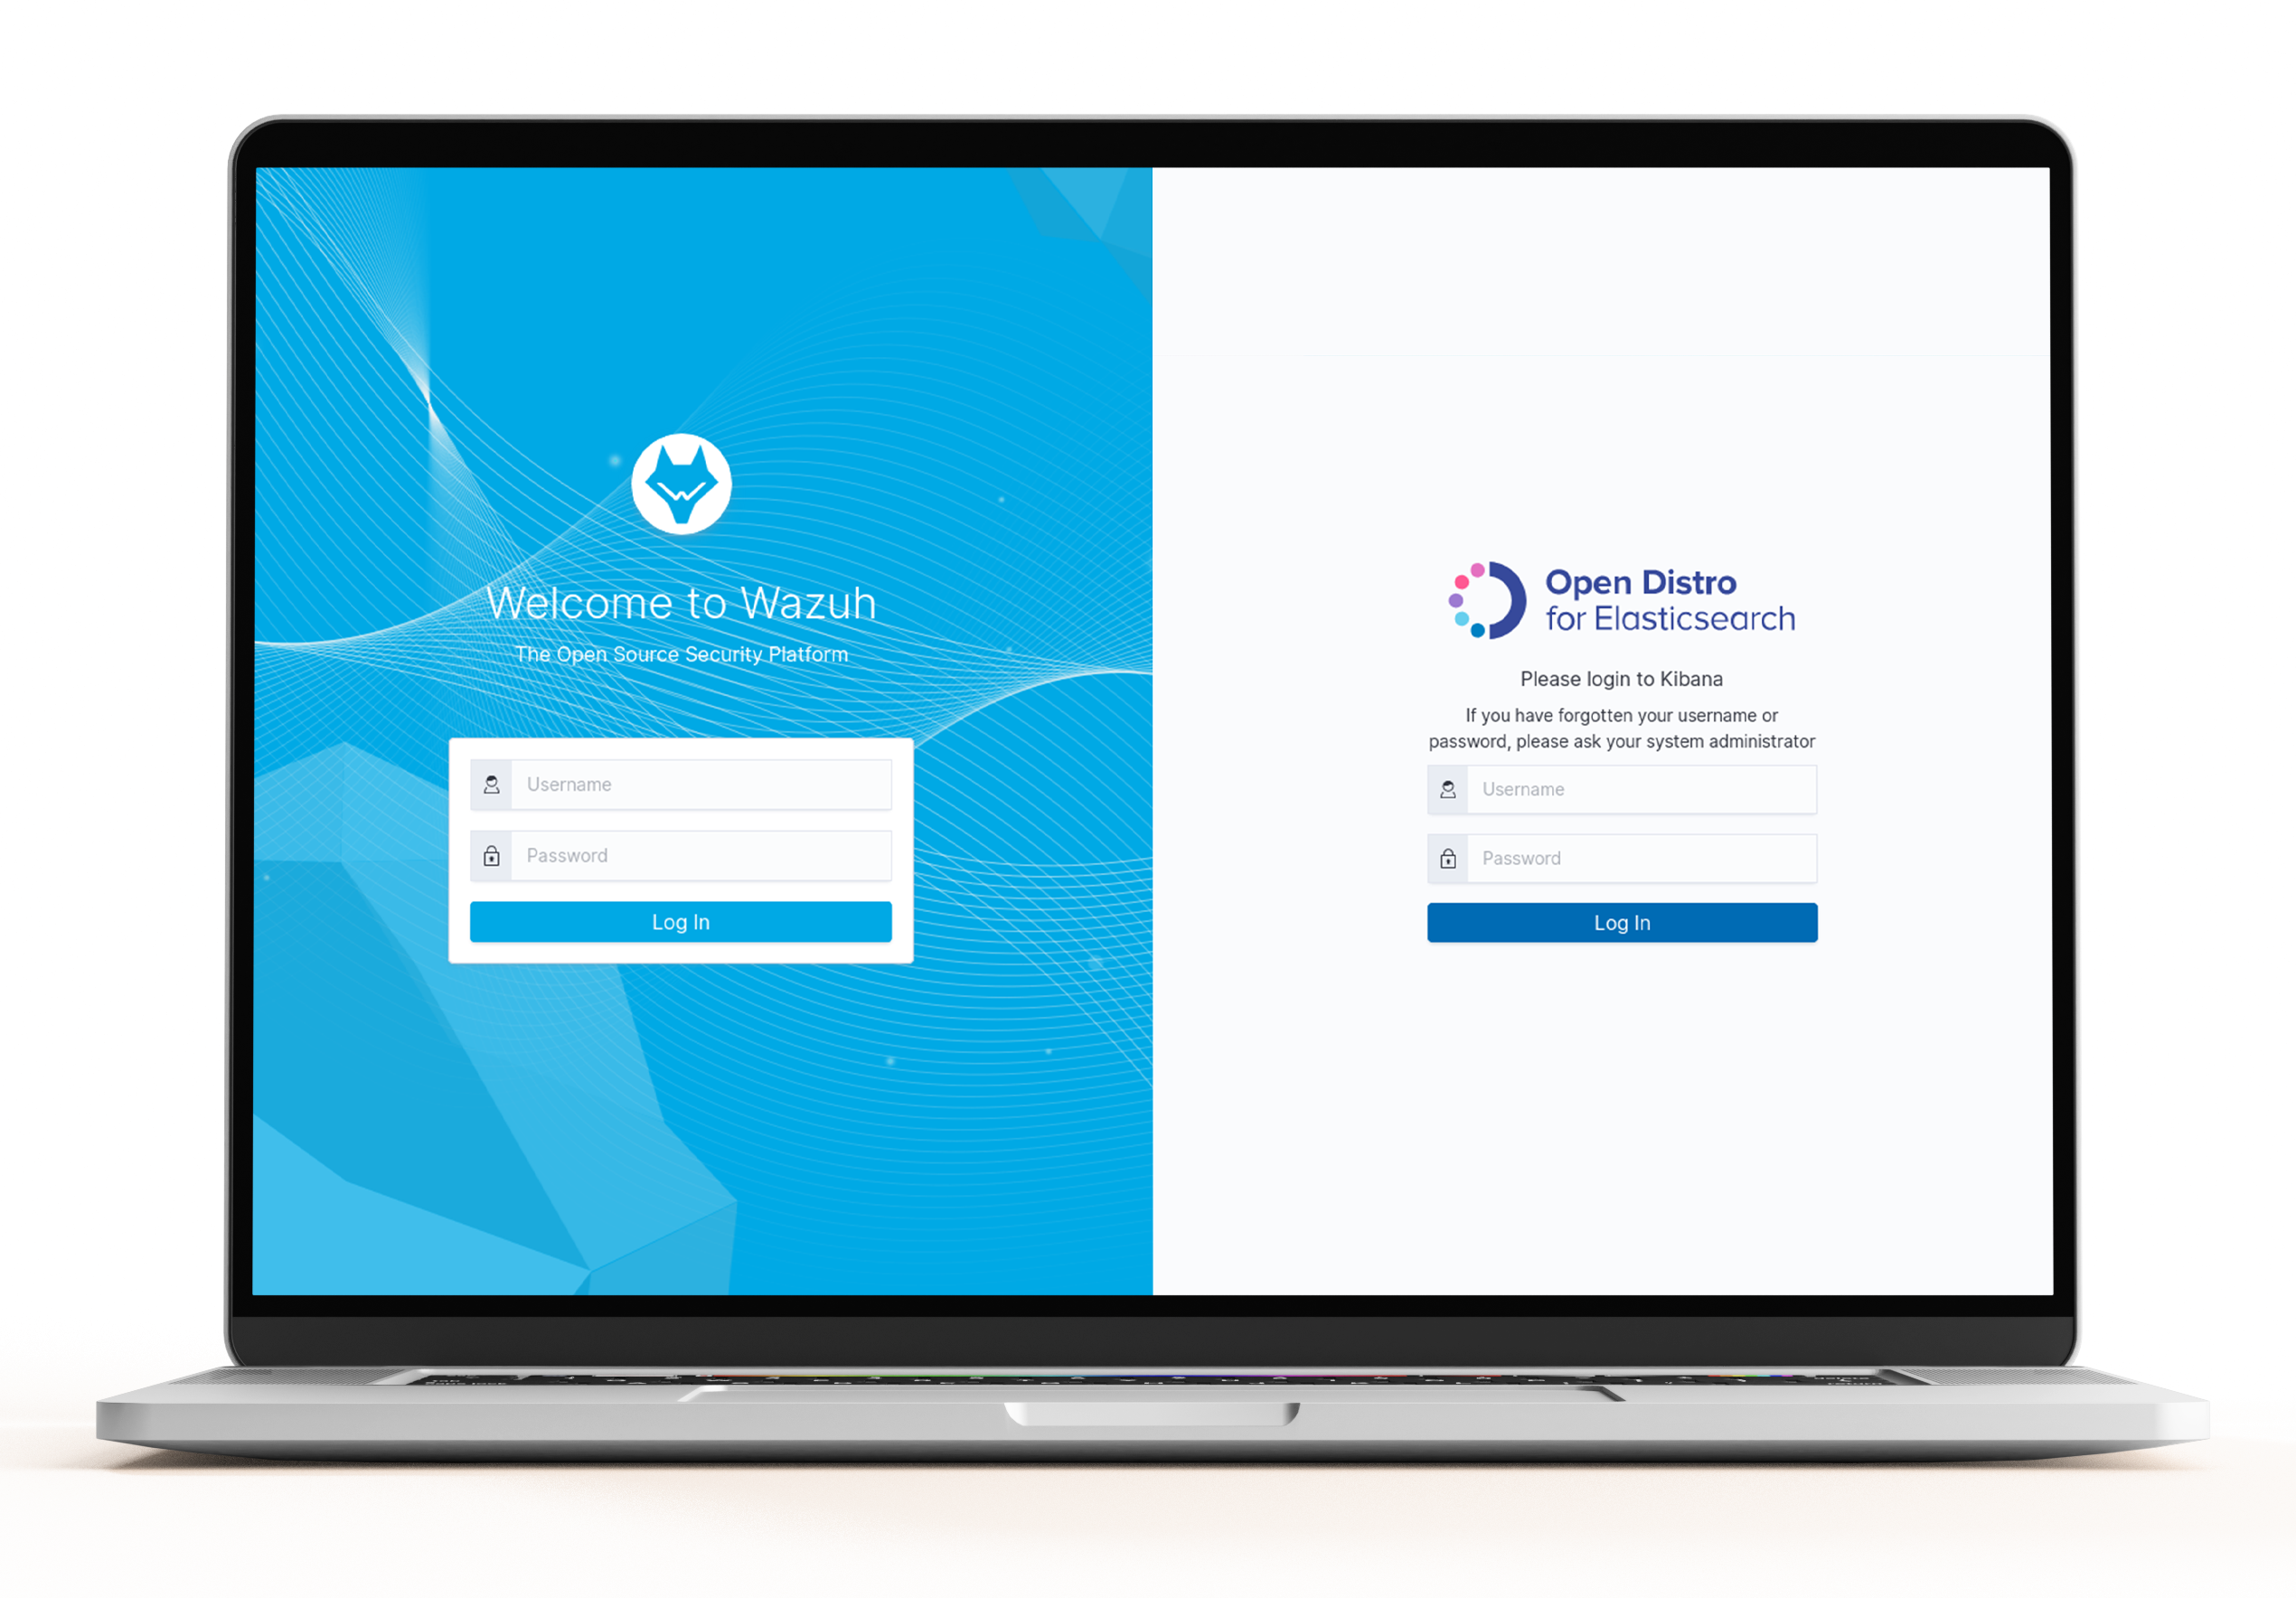 Welcome to Wazuh
The Open Source Security Platform
Username
Password
Log In
Open Distro
for Elasticsearch
Please login to Kibana
If you have forgotten your username or
password, please ask your system administrator
Username
Password
Log In